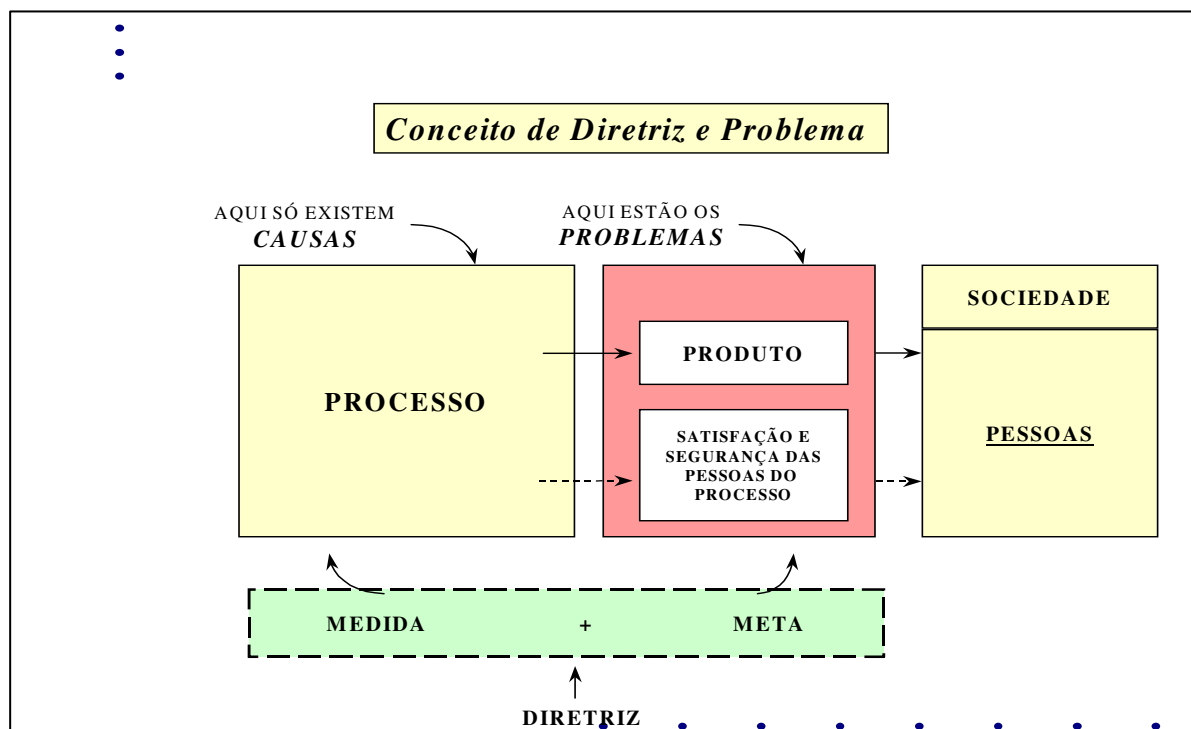 Conceito de Diretriz e Problema
AQUI SÓ EXISTEM
CAUSAS
AQUI ESTÃO OS
PROBLEMAS
PROCESSO
PRODUTO
SATISFAÇÃO E
SEGURANÇA DAS
PESSOAS DO
PROCESSO
SOCIEDADE
PESSOAS
MEDIDA + META
DIRETRIZ